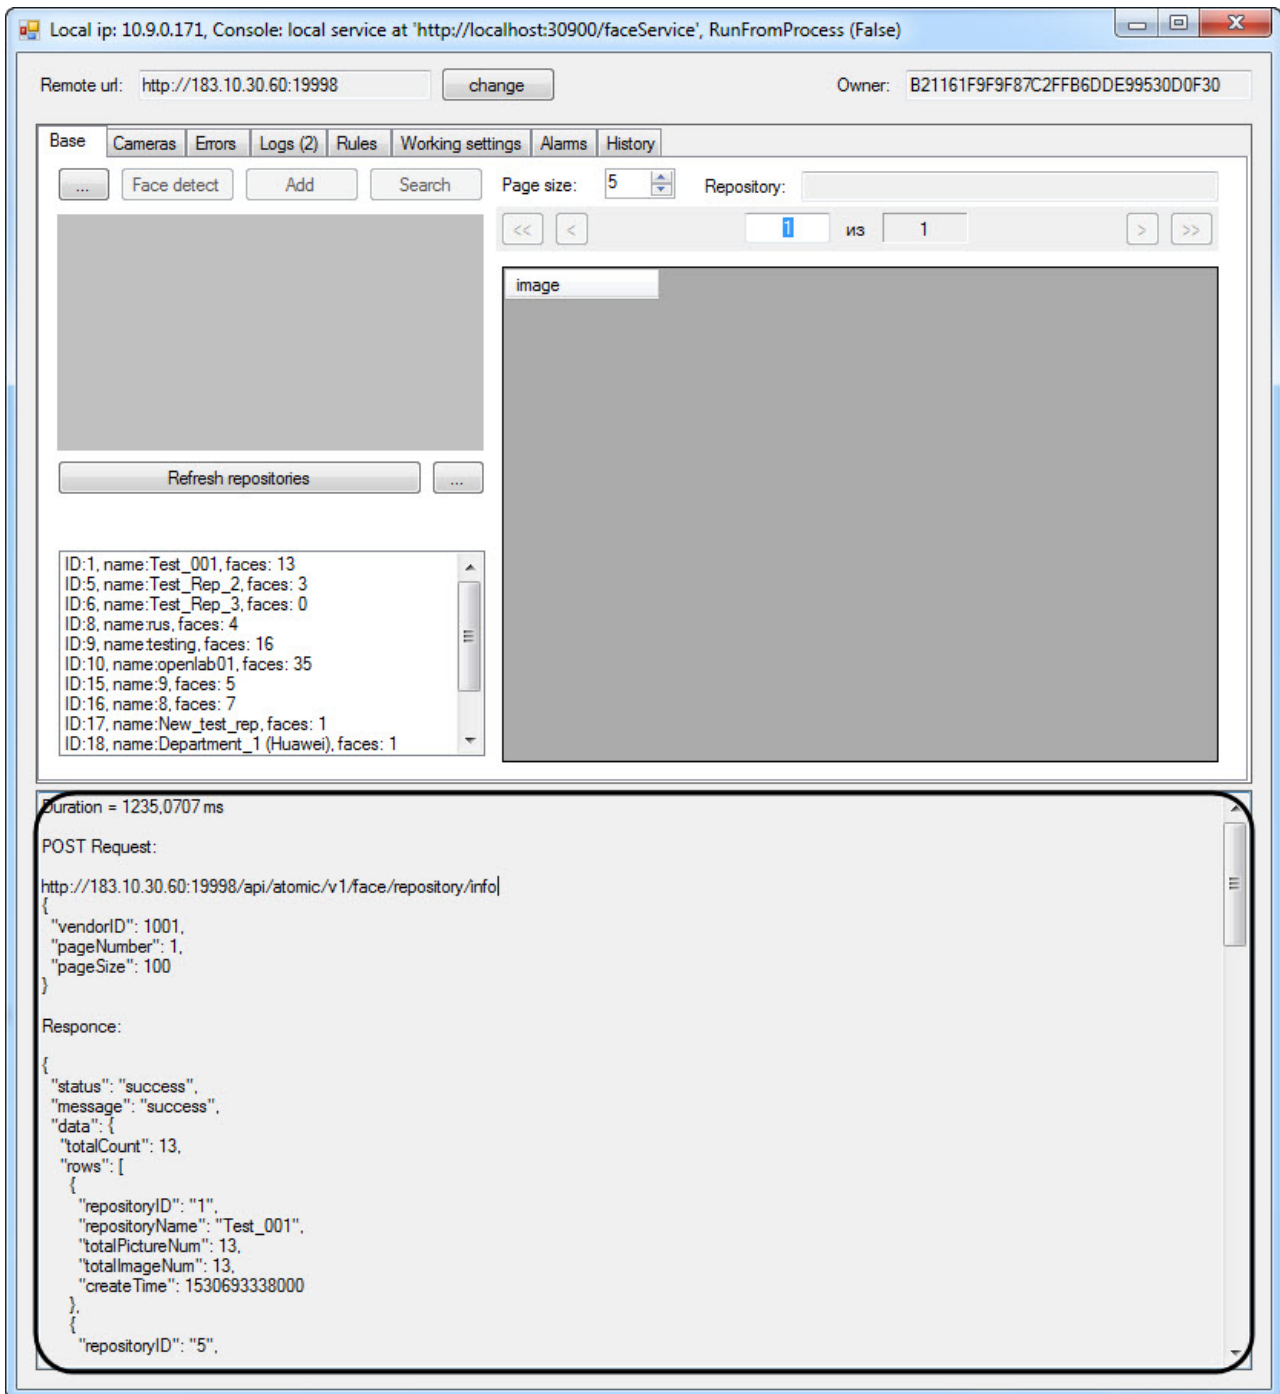 Local ip: 10.9.0.171, Console: local service at 'http://localhost:30900/faceService', RunFromProcess (False)
Remote url: http://183.10.30.60:19998 change Owner: B21161F9F9F87C2FFB6DDE99530D0F30
Base Cameras Errors Logs (2) Rules Working settings Alarms History
... Face detect Add Search Page size: 5 Repository:
<< < 1 из 1 > >>
image
Refresh repositories ...
ID:1, name:Test_001, faces: 13
ID:5, name:Test_Rep_2, faces: 3
ID:6, name:Test_Rep_3, faces: 0
ID:8, name:rus, faces: 4
ID:9, name:testing, faces: 16
ID:10, name:openlab01, faces: 35
ID:15, name:9, faces: 5
ID:16, name:8, faces: 7
ID:17, name:New_test_rep, faces: 1
ID:18, name:Department_1 (Huawei), faces: 1
Duration = 1235,0707 ms
POST Request:
http://183.10.30.60:19998/api/atomic/v1/face/repository/info
{
"vendorID": 1001,
"pageNumber": 1,
"pageSize": 100
}
Responce:
{
"status": "success",
"message": "success",
"data": {
"totalCount": 13,
"rows": [
{
"repositoryID": "1",
"repositoryName": "Test_001",
"totalPictureNum": 13,
"totalImageNum": 13,
"createTime": 1530693338000
},
{
"repositoryID": "5",